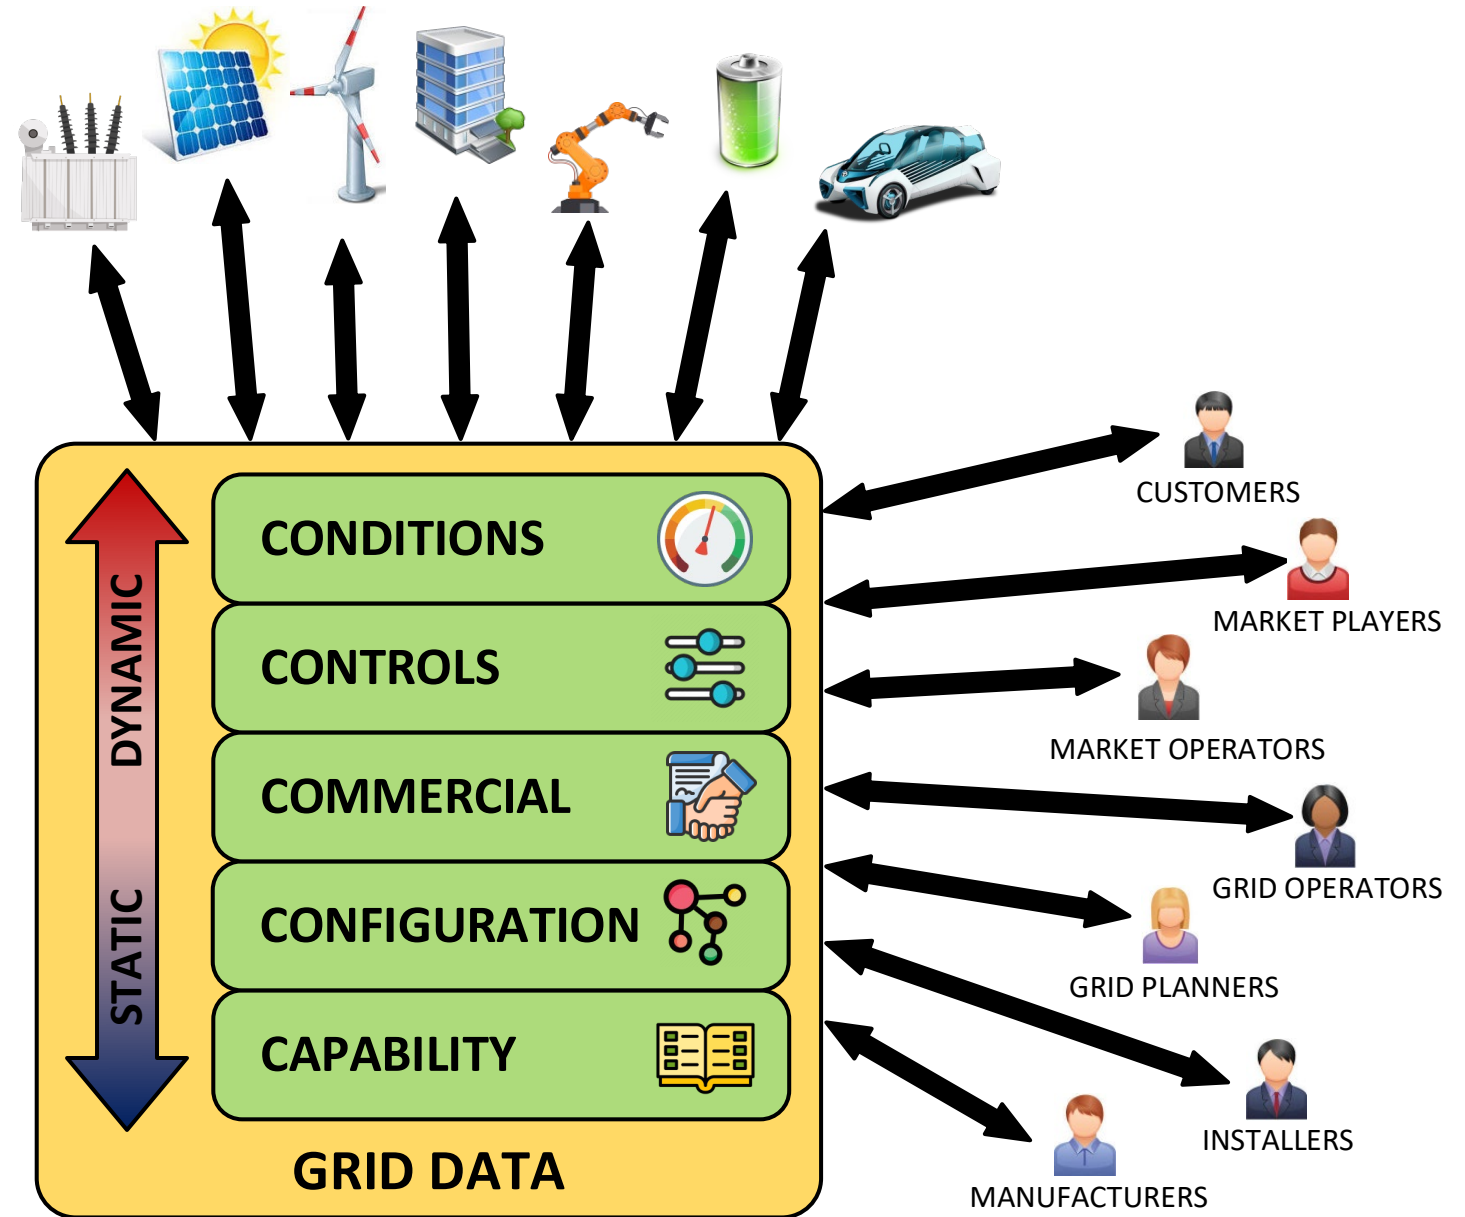 DYNAMIC
STATIC
CONDITIONS
CONTROLS
COMMERCIAL
CONFIGURATION
CAPABILITY
GRID DATA
CUSTOMERS
MARKET PLAYERS
MARKET OPERATORS
GRID OPERATORS
GRID PLANNERS
INSTALLERS
MANUFACTURERS